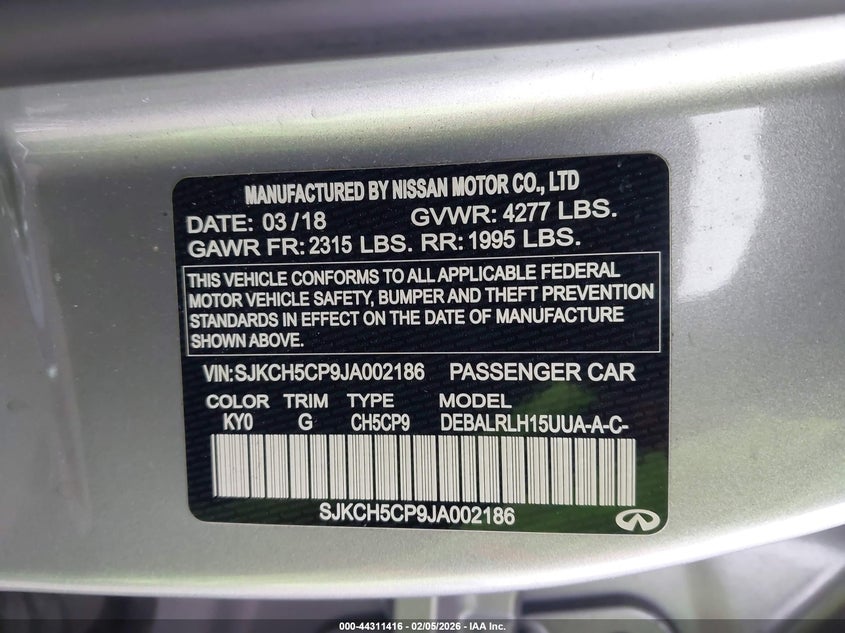 MANUFACTURED BY NISSAN MOTOR CO., LTD
DATE: 03/18 GVWR: 4277 LBS.
GAWR FR: 2315 LBS. RR: 1995 LBS.
THIS VEHICLE CONFORMS TO ALL APPLICABLE FEDERAL
MOTOR VEHICLE SAFETY, BUMPER AND THEFT PREVENTION
STANDARDS IN EFFECT ON THE DATE OF MANUFACTURE
SHOWN ABOVE.
VIN:SJKCH5CP9JA002186 PASSENGER CAR
COLOR TRIM TYPE MODEL
KY0 G CH5CP9 DEBALRLH15UUA-A-C-
SJKCH5CP9JA002186
000-44311416 - 02/05/2026 - IAA Inc.